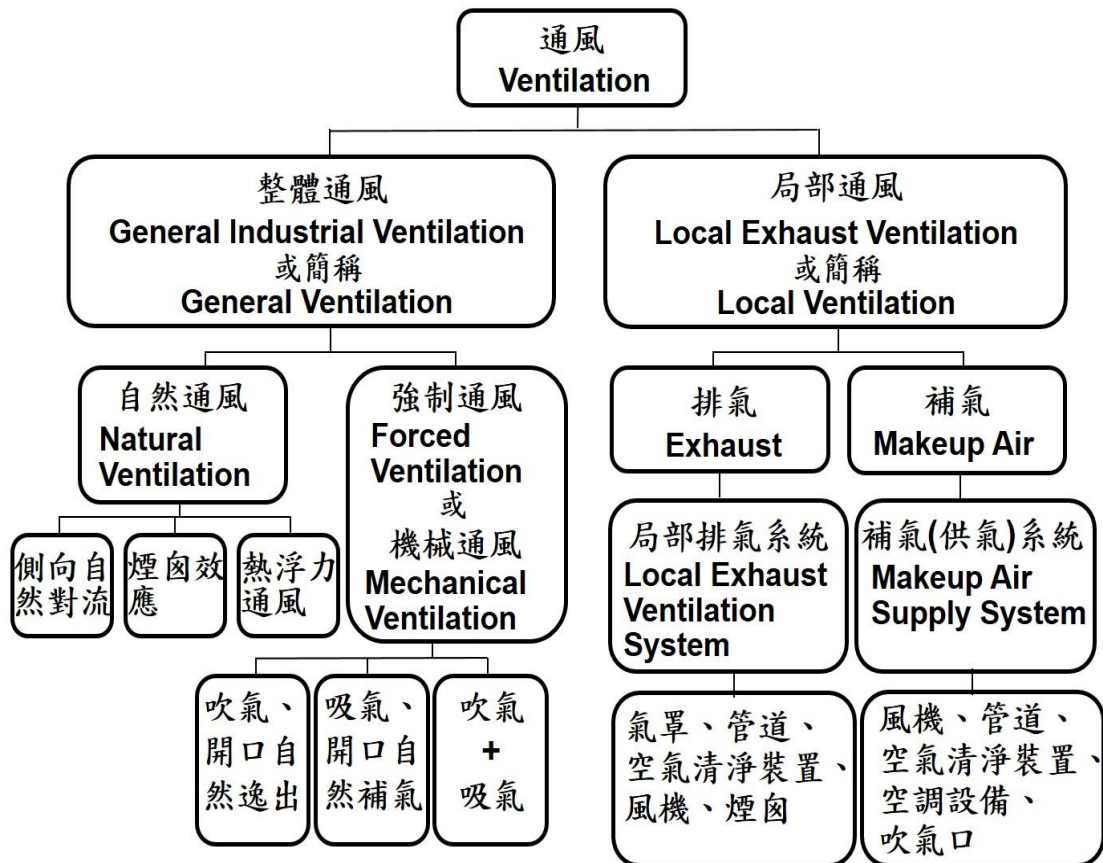 通風
Ventilation
整體通風
General Industrial Ventilation
或簡稱
General Ventilation
局部通風
Local Exhaust Ventilation
或簡稱
Local Ventilation
自然通風
Natural
Ventilation
強制通風
Forced
Ventilation
或
機械通風
Mechanical
Ventilation
排氣
Exhaust
補氣
Makeup Air
側向自
然對流
煙囪效
應
熱浮力
通風
局部排氣系統
Local Exhaust
Ventilation
System
補氣(供氣)系統
Makeup Air
Supply System
吹氣、
開口自
然逸出
吸氣、
開口自
然補氣
吹氣
+
吸氣
氣罩、管道、
空氣清淨裝置、
風機、煙囪
風機、管道、
空氣清淨裝置、
空調設備、
吹氣口